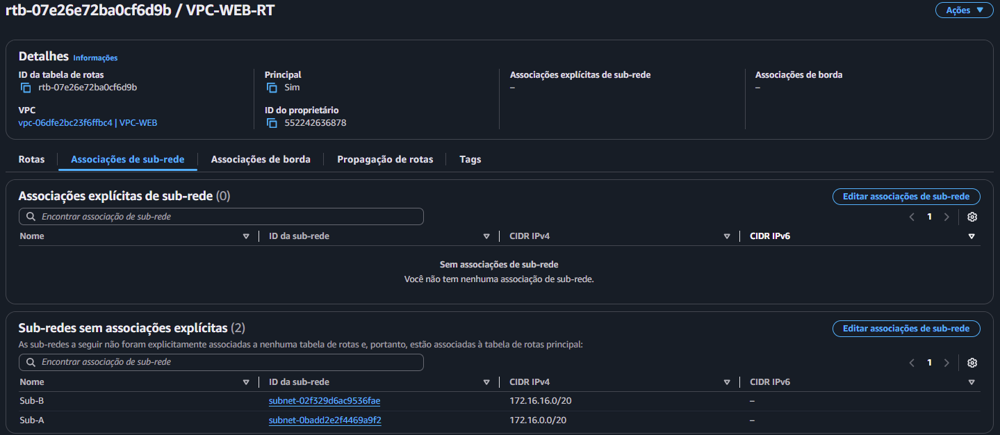 rtb-07e26e72ba0cf6d9b / VPC-WEB-RT
Ações
Detalhes Informações
ID da tabela de rotas
rtb-07e26e72ba0cf6d9b
Principal
Sim
Associações explícitas de sub-rede
–
Associações de borda
–
VPC
vpc-06dfe2bc23f6ffbc4 | VPC-WEB
ID do proprietário
552242636878
Rotas
Associações de sub-rede
Associações de borda
Propagação de rotas
Tags
Associações explícitas de sub-rede (0)
Editar associações de sub-rede
Encontrar associação de sub-rede
1
Nome
ID da sub-rede
CIDR IPv4
CIDR IPv6
Sem associações de sub-rede
Você não tem nenhuma associação de sub-rede.
Sub-redes sem associações explícitas (2)
Editar associações de sub-rede
As sub-redes a seguir não foram explicitamente associadas a nenhuma tabela de rotas e, portanto, estão associadas à tabela de rotas principal:
Encontrar associação de sub-rede
1
Nome
ID da sub-rede
CIDR IPv4
CIDR IPv6
Sub-B
subnet-02f329d6ac9536fae
172.16.16.0/20
–
Sub-A
subnet-0badd2e2f4469a9f2
172.16.0.0/20
–